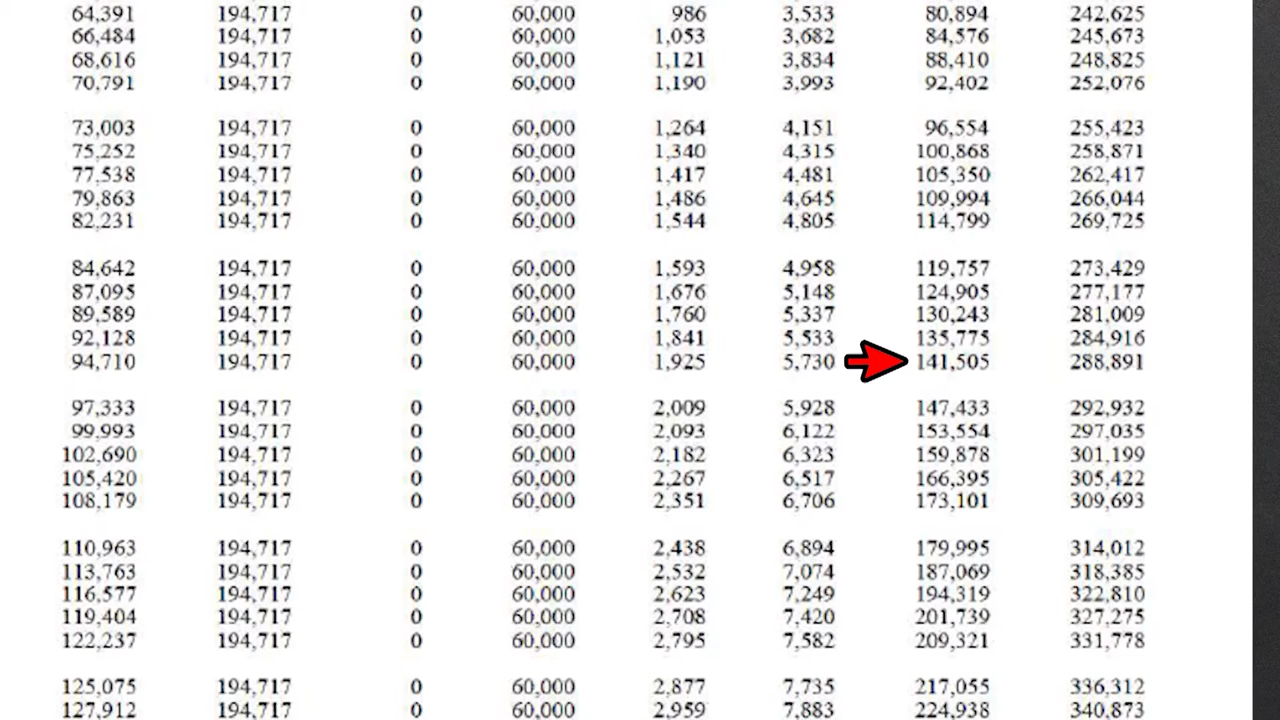 64,391 194,717 0 60,000 986 3,533 80,894 242,625
66,484 194,717 0 60,000 1,053 3,682 84,576 245,673
68,616 194,717 0 60,000 1,121 3,834 88,410 248,825
70,791 194,717 0 60,000 1,190 3,993 92,402 252,076
73,003 194,717 0 60,000 1,264 4,151 96,554 255,423
75,252 194,717 0 60,000 1,340 4,315 100,868 258,871
77,538 194,717 0 60,000 1,417 4,481 105,350 262,417
79,863 194,717 0 60,000 1,486 4,645 109,994 266,044
82,231 194,717 0 60,000 1,544 4,805 114,799 269,725
84,642 194,717 0 60,000 1,593 4,958 119,757 273,429
87,095 194,717 0 60,000 1,676 5,148 124,905 277,177
89,589 194,717 0 60,000 1,760 5,337 130,243 281,009
92,128 194,717 0 60,000 1,841 5,533 135,775 284,916
94,710 194,717 0 60,000 1,925 5,730 141,505 288,891
97,333 194,717 0 60,000 2,009 5,928 147,433 292,932
99,993 194,717 0 60,000 2,093 6,122 153,554 297,035
102,690 194,717 0 60,000 2,182 6,323 159,878 301,199
105,420 194,717 0 60,000 2,267 6,517 166,395 305,422
108,179 194,717 0 60,000 2,351 6,706 173,101 309,693
110,963 194,717 0 60,000 2,438 6,894 179,995 314,012
113,763 194,717 0 60,000 2,532 7,074 187,069 318,385
116,577 194,717 0 60,000 2,623 7,249 194,319 322,810
119,404 194,717 0 60,000 2,708 7,420 201,739 327,275
122,237 194,717 0 60,000 2,795 7,582 209,321 331,778
125,075 194,717 0 60,000 2,877 7,735 217,055 336,312
127,912 194,717 0 60,000 2,959 7,883 224,938 340,873